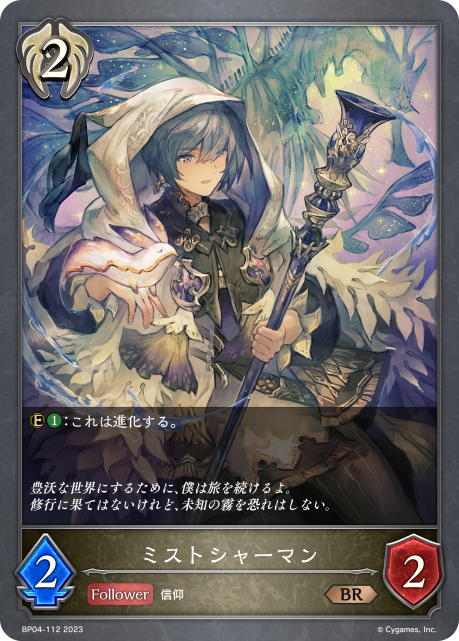 2
E 1:これは進化する。
豊沃な世界にするために、僕は旅を続けるよ。
修行に果てはないけれど、未知の霧を恐れはしない。
ミストシャーマン
2
Follower 信仰
BR
2
BP04-112 2023
© Cygames, Inc.